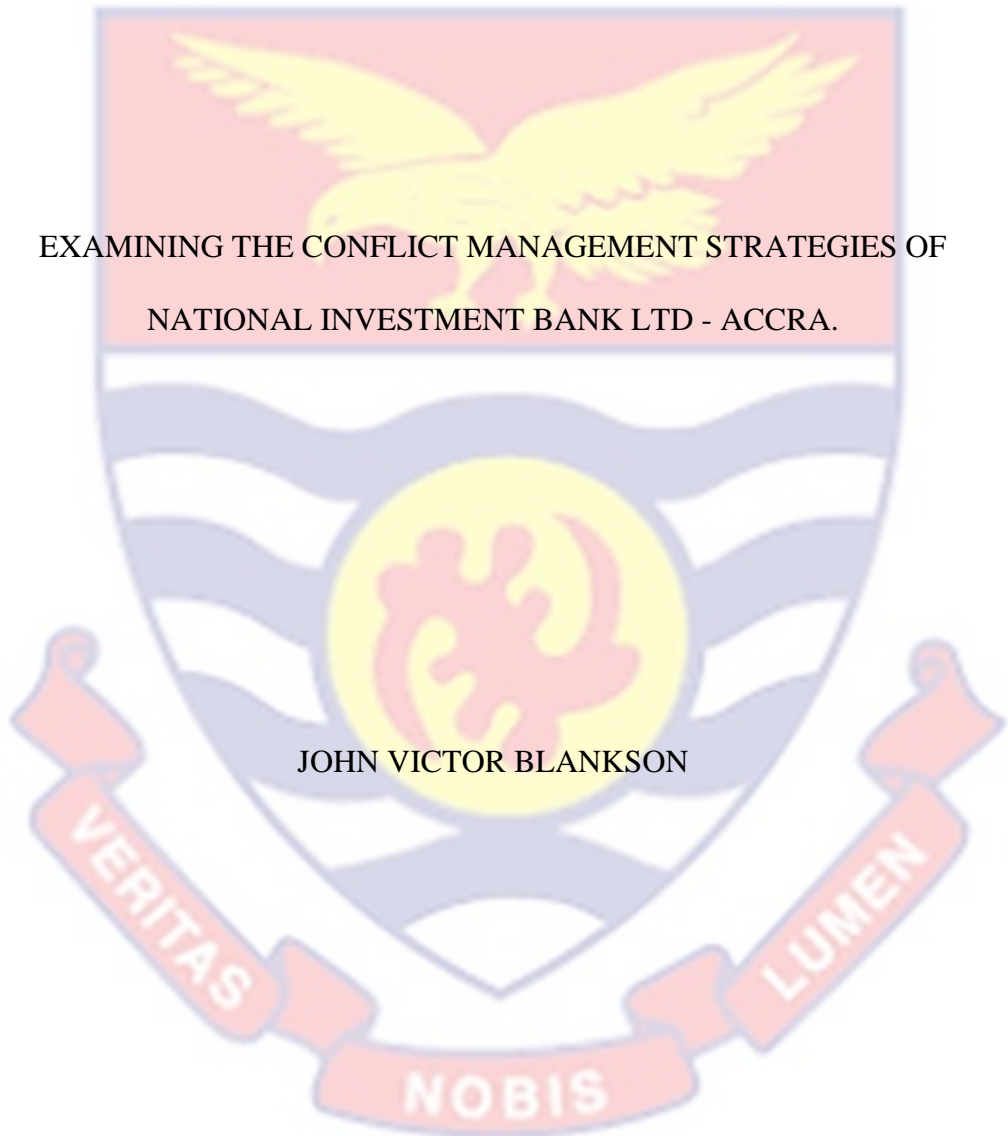 EXAMINING THE CONFLICT MANAGEMENT STRATEGIES OF
NATIONAL INVESTMENT BANK LTD - ACCRA.
JOHN VICTOR BLANKSON
VERITAS
NOBIS
LUMEN